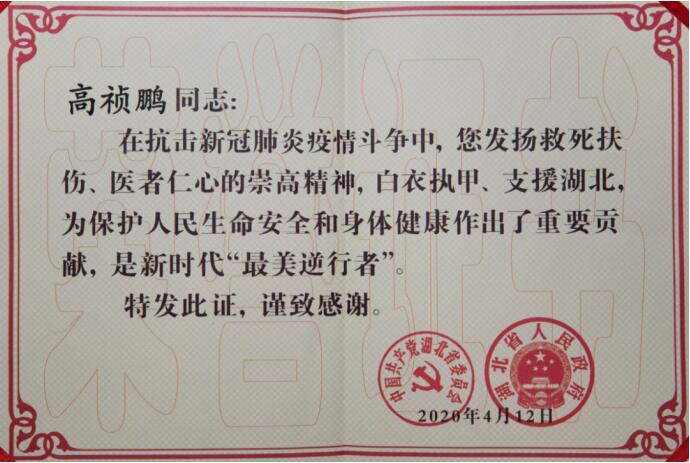 高祯鹏同志：
在抗击新冠肺炎疫情斗争中，您发扬救死扶
伤、医者仁心的崇高精神，白衣执甲、支援湖北，
为保护人民生命安全和身体健康作出了重要贡
献，是新时代“最美逆行者”。
特发此证，谨致感谢。
中国共产党湖北省委员会
湖北省人民政府
2020年4月12日
荣誉证书